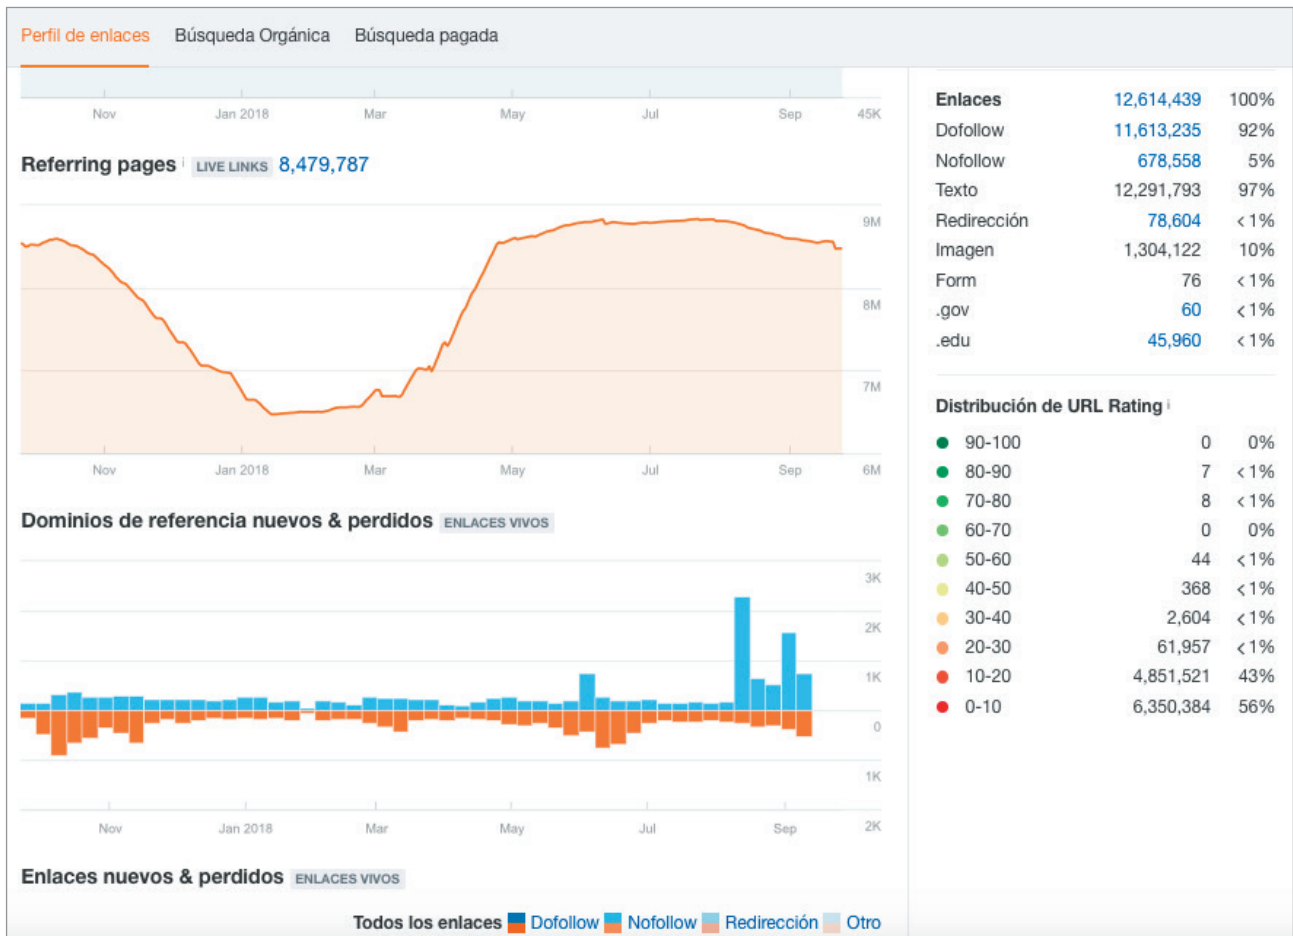 Perfil de enlaces Búsqueda Orgánica Búsqueda pagada
Nov Jan 2018 Mar May Jul Sep 45K
Referring pages i LIVE LINKS 8,479,787
9M
8M
7M
Nov Jan 2018 Mar May Jul Sep 6M
Dominios de referencia nuevos & perdidos ENLACES VIVOS
3K
2K
1K
0
1K
Nov Jan 2018 Mar May Jul Sep 2K
Enlaces nuevos & perdidos ENLACES VIVOS
Todos los enlaces Dofollow Nofollow Redirección Otro
Enlaces 12,614,439 100%
Dofollow 11,613,235 92%
Nofollow 678,558 5%
Texto 12,291,793 97%
Redirección 78,604 <1%
Imagen 1,304,122 10%
Form 76 <1%
.gov 60 <1%
.edu 45,960 <1%
Distribución de URL Rating i
90-100 0 0%
80-90 7 <1%
70-80 8 <1%
60-70 0 0%
50-60 44 <1%
40-50 368 <1%
30-40 2,604 <1%
20-30 61,957 <1%
10-20 4,851,521 43%
0-10 6,350,384 56%